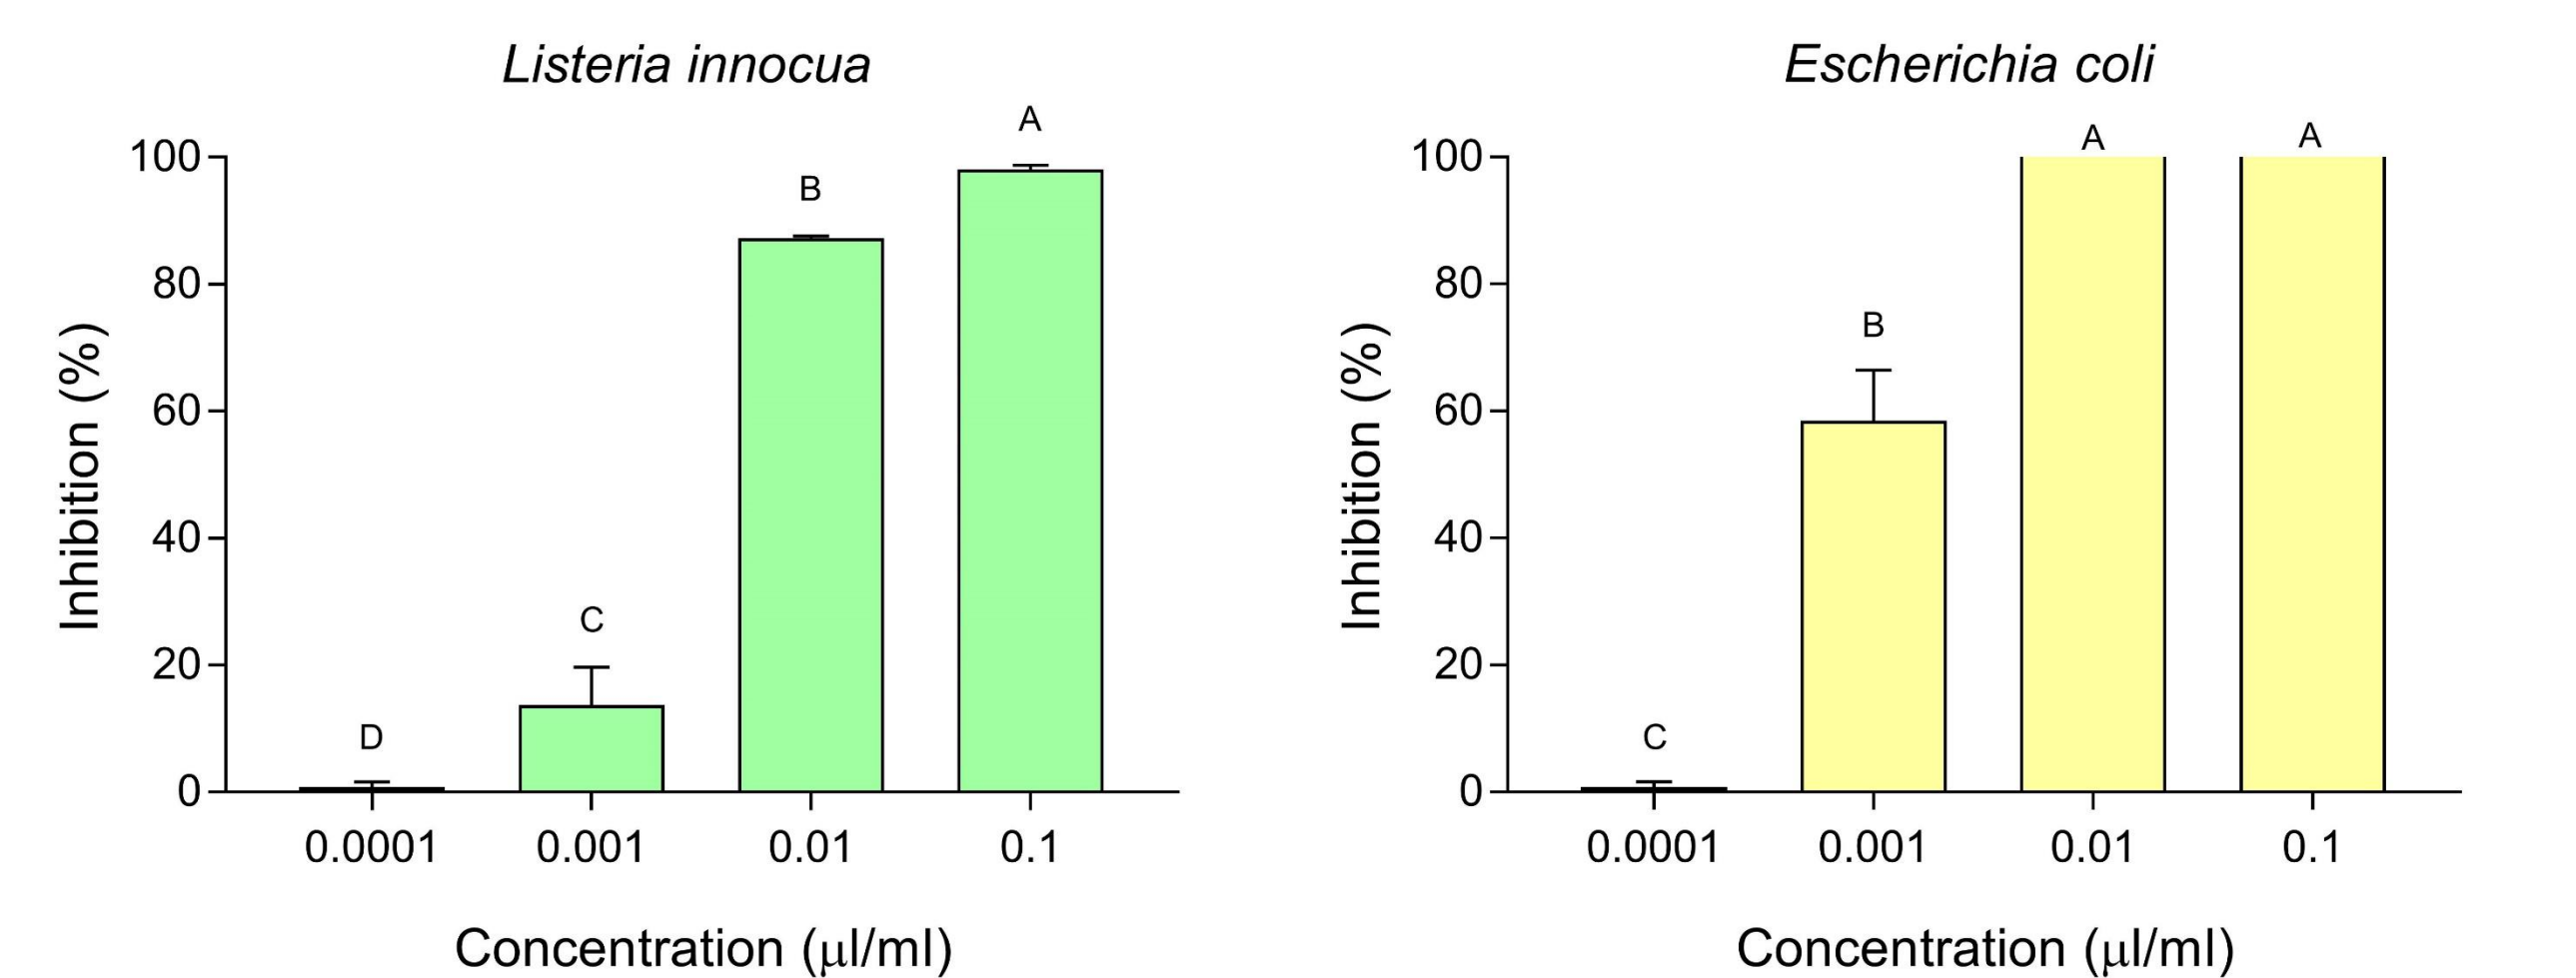 Listeria innocua
A
B
C
D
100
80
60
40
20
0
Inhibition (%)
0.0001 0.001 0.01 0.1
Concentration (μl/ml)
Escherichia coli
A A
B
C
100
80
60
40
20
0
Inhibition (%)
0.0001 0.001 0.01 0.1
Concentration (μl/ml)